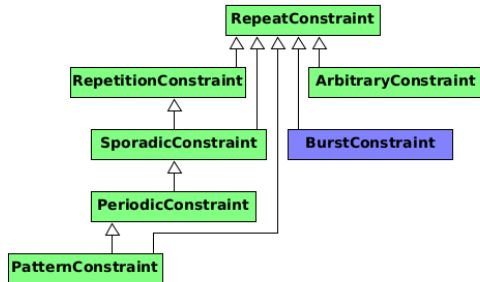 RepeatConstraint
RepetitionConstraint
ArbitraryConstraint
SporadicConstraint
BurstConstraint
PeriodicConstraint
PatternConstraint